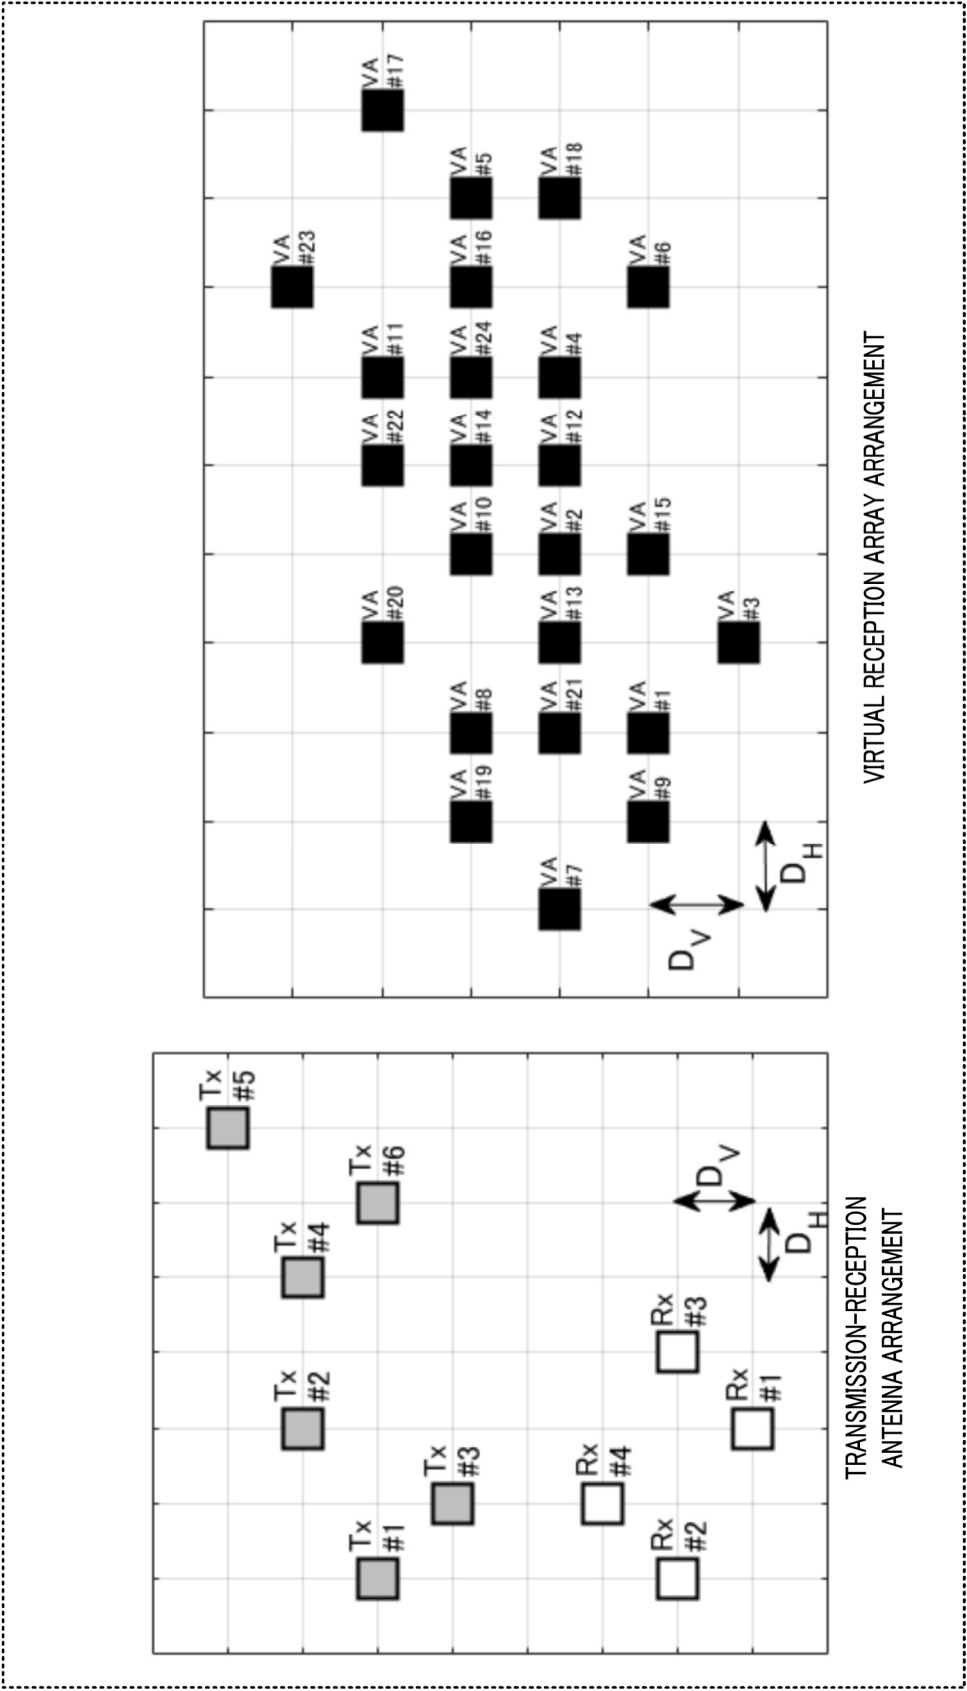 Tx
#5
Tx
#2
Tx
#4
Tx
#1
Tx
#6
Tx
#3
Rx
#4
Rx
#2
Rx
#3
Rx
#1
DV
DH
TRANSMISSION-RECEPTION
ANTENNA ARRANGEMENT
VA
#23
VA
#20
VA
#22
VA
#11
VA
#17
VA
#19
VA
#8
VA
#10
VA
#14
VA
#24
VA
#16
VA
#5
VA
#7
VA
#21
VA
#13
VA
#2
VA
#12
VA
#4
VA
#18
VA
#9
VA
#1
VA
#15
VA
#6
VA
#3
DV
DH
VIRTUAL RECEPTION ARRAY ARRANGEMENT